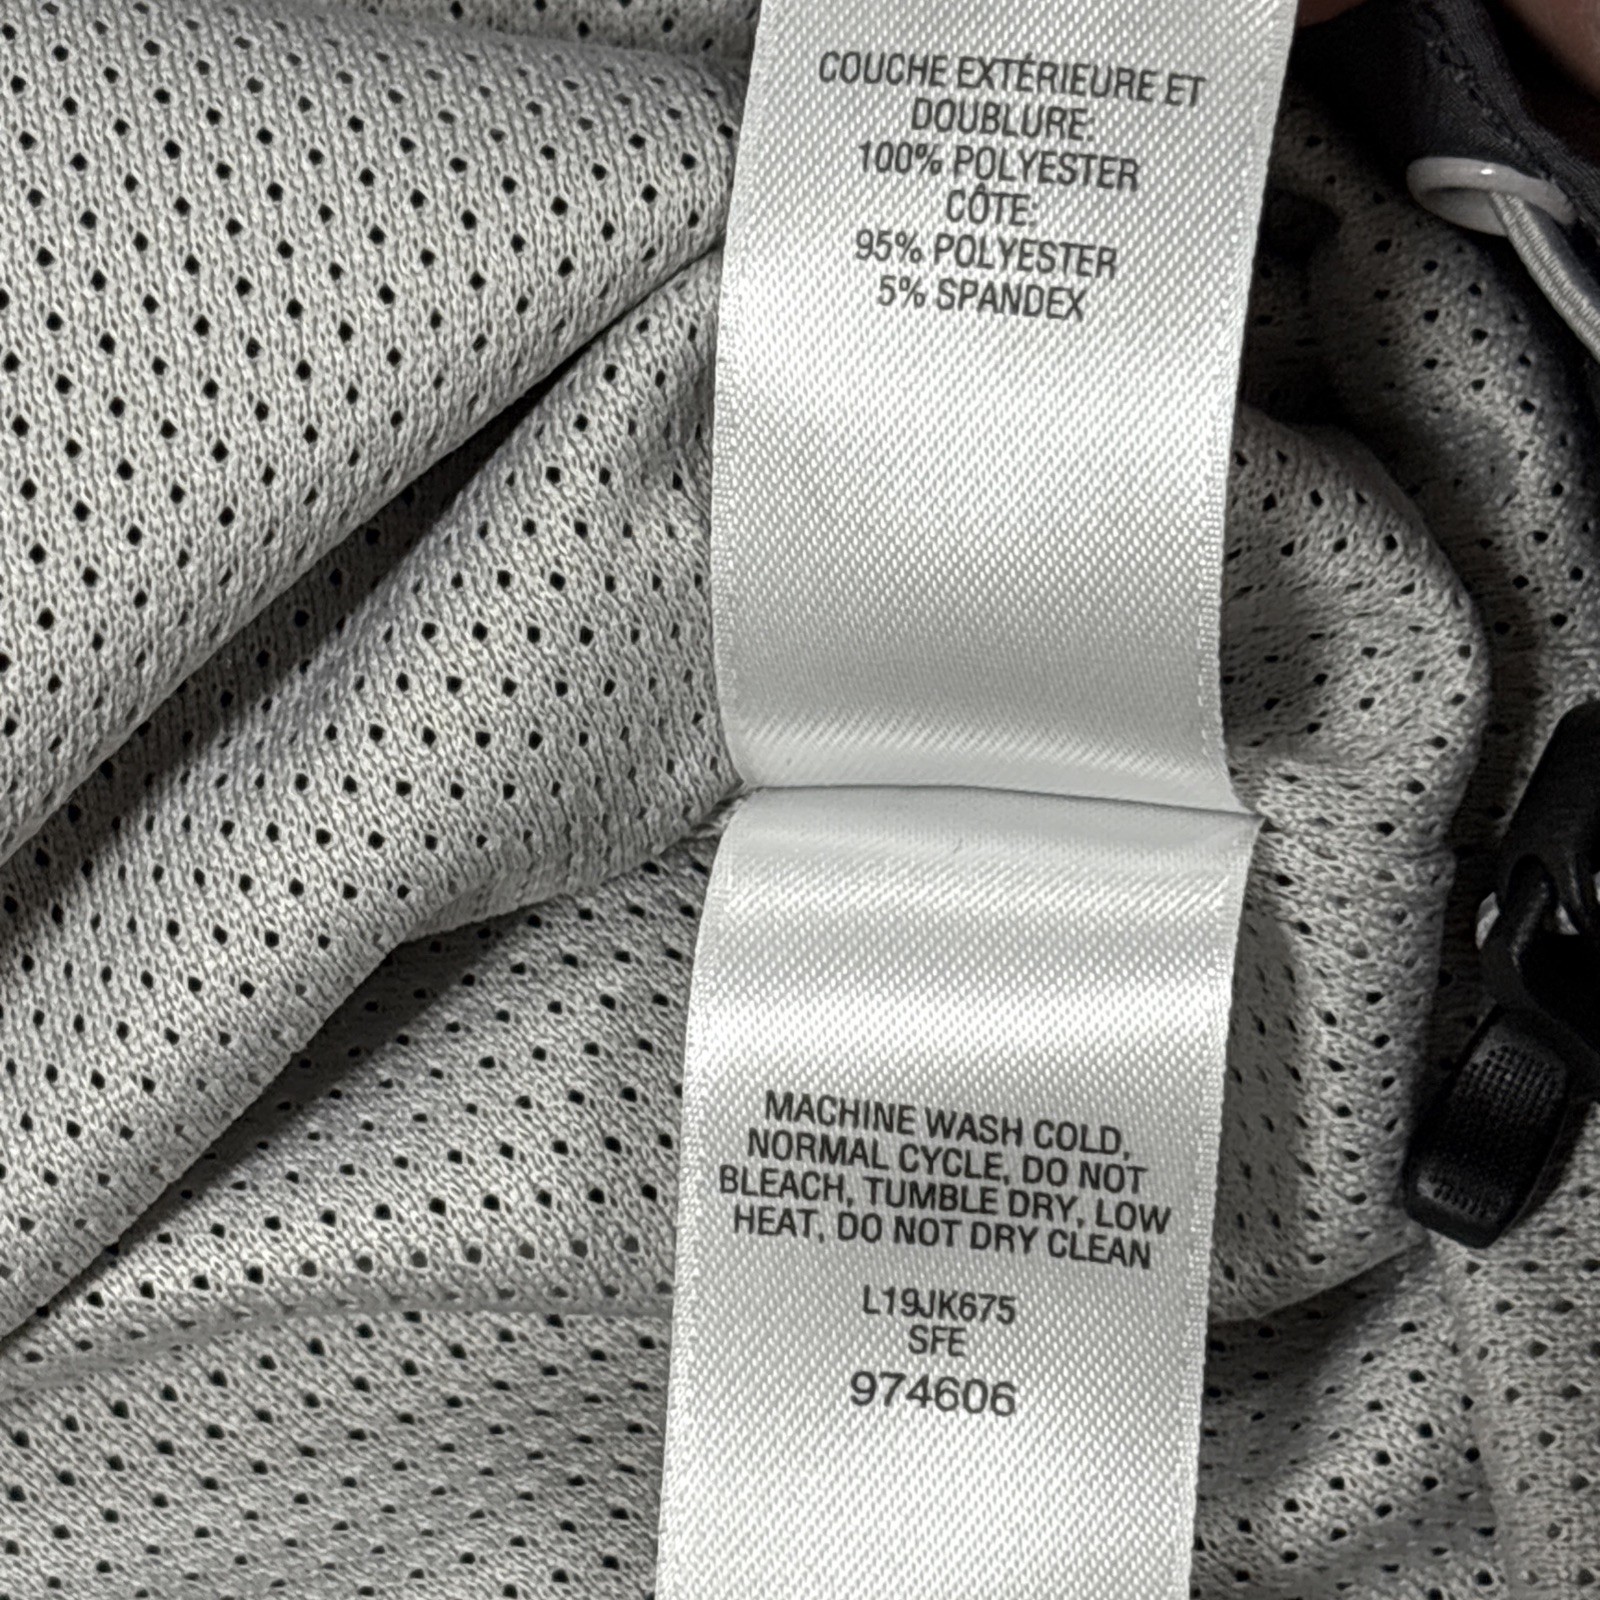 COUCHE EXTÉRIEURE ET
DOUBLURE:
100% POLYESTER
CÔTE:
95% POLYESTER
5% SPANDEX
MACHINE WASH COLD,
NORMAL CYCLE, DO NOT
BLEACH, TUMBLE DRY, LOW
HEAT, DO NOT DRY CLEAN
L19JK675
SFE
974606